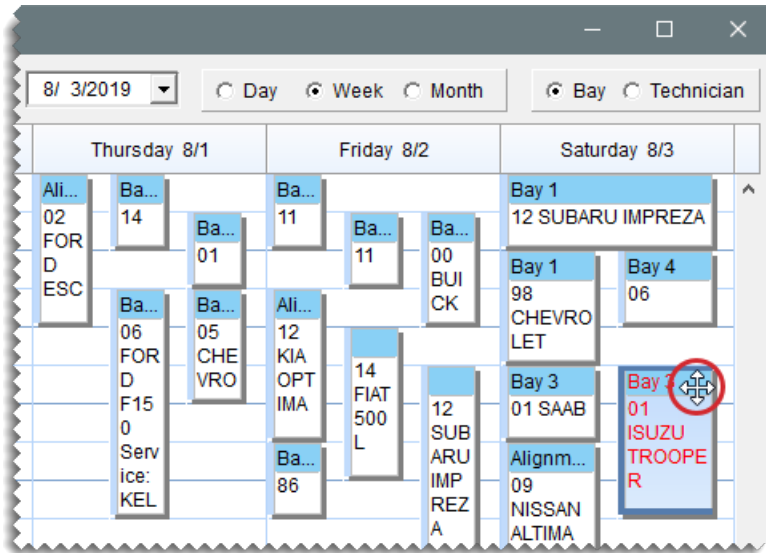 8/ 3/2019
Day
Week
Month
Bay
Technician
Thursday 8/1
Friday 8/2
Saturday 8/3
Ali...
02
FOR
D
ESC
Ba...
14
Ba...
01
Ba...
06
FOR
D
F15
0
Serv
ice:
KEL
Ba...
05
CHE
VRO
Ba...
11
Ba...
11
Ba...
00
BUI
CK
Ali...
12
KIA
OPT
IMA
14
FIAT
500
L
12
SUB
ARU
IMP
REZ
A
Ba...
86
Bay 1
12 SUBARU IMPREZA
Bay 1
98
CHEVRO
LET
Bay 4
06
Bay 3
01 SAAB
Bay 3
01
ISUZU
TROOPE
R
Alignm...
09
NISSAN
ALTIMA